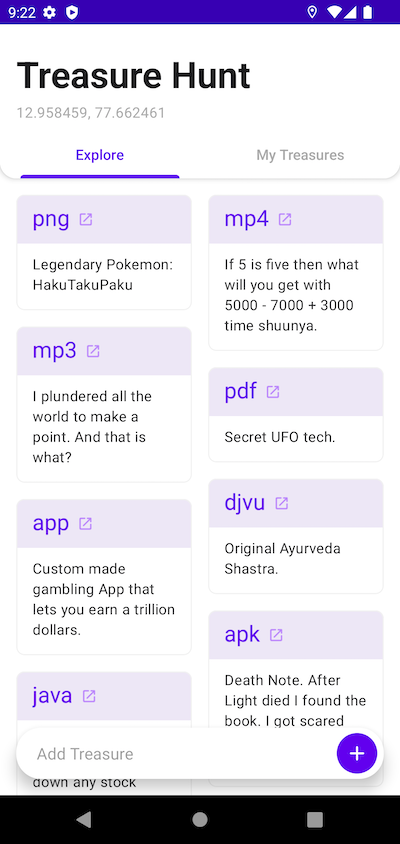 9:22
Treasure Hunt
12.958459, 77.662461
Explore
My Treasures
png
Legendary Pokemon:
HakuTakuPaku
mp3
I plundered all the
world to make a
point. And that is
what?
app
Custom made
gambling App that
lets you earn a trillion
dollars.
java
down any stock
mp4
If 5 is five then what
will you get with
5000 - 7000 + 3000
time shuunya.
pdf
Secret UFO tech.
djvu
Original Ayurveda
Shastra.
apk
Death Note. After
Light died I found the
book. I got scared
Add Treasure